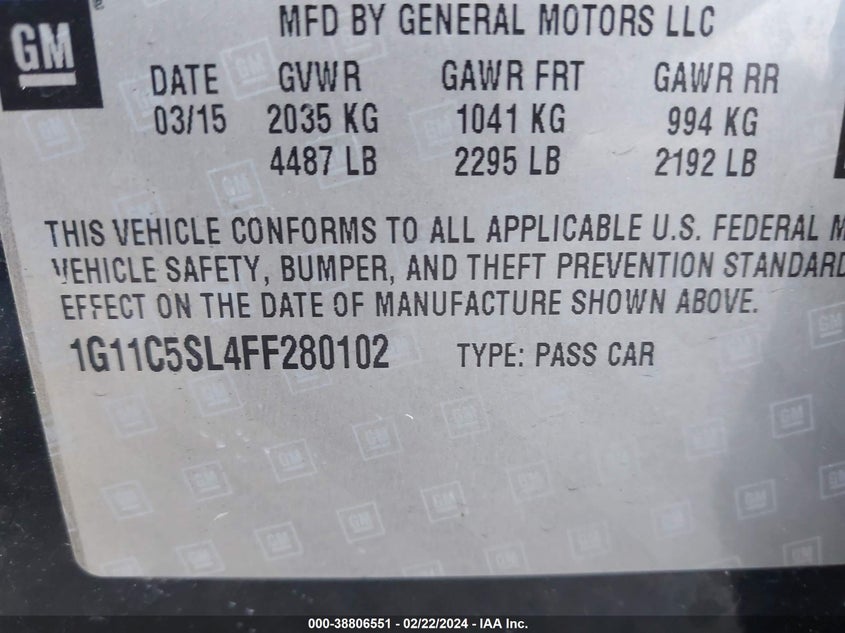 GM
MFD BY GENERAL MOTORS LLC
DATE GVWR GAWR FRT GAWR RR
03/15 2035 KG 1041 KG 994 KG
4487 LB 2295 LB 2192 LB
THIS VEHICLE CONFORMS TO ALL APPLICABLE U.S. FEDERAL M
VEHICLE SAFETY, BUMPER, AND THEFT PREVENTION STANDARD
EFFECT ON THE DATE OF MANUFACTURE SHOWN ABOVE.
1G11C5SL4FF280102 TYPE: PASS CAR
000-38806551 - 02/22/2024 - IAA Inc.